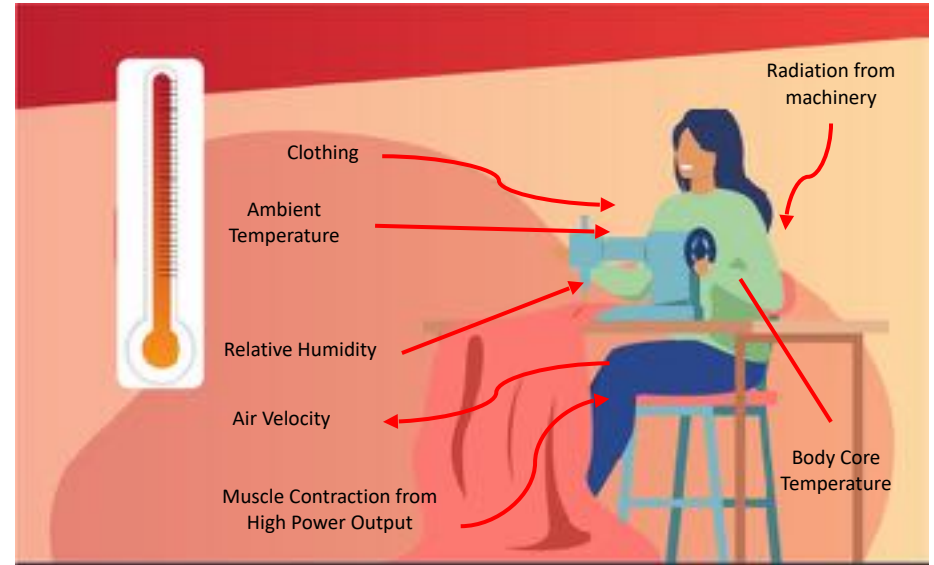 Radiation from
machinery
Clothing
Ambient
Temperature
Relative Humidity
Air Velocity
Muscle Contraction from
High Power Output
Body Core
Temperature